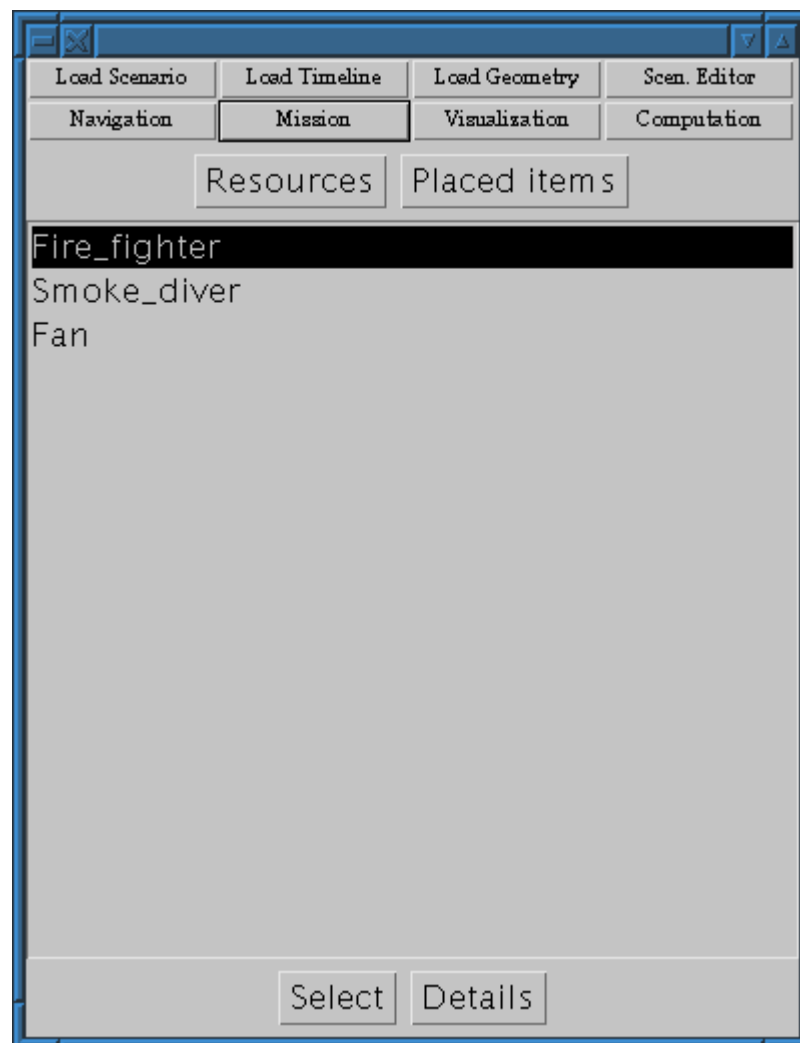 Load Scenario Load Timeline Load Geometry Scen. Editor
Navigation Mission Visualization Computation
Resources Placed items
Fire_fighter
Smoke_diver
Fan
Select Details